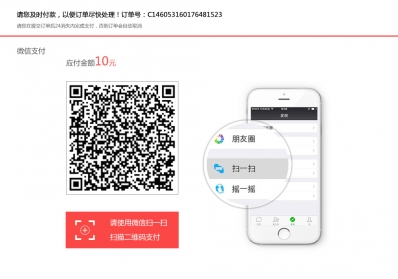 请您及时付款，以便订单尽快处理！订单号：C146053160176481523
请您在提交订单后24小时内完成支付，否则订单会自动取消
微信支付
应付金额10元
朋友圈
扫一扫
摇一摇
请使用微信扫一扫
扫描二维码支付